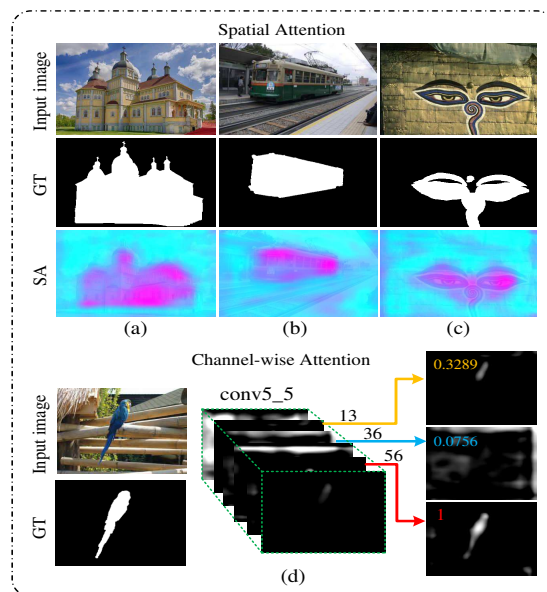 Spatial Attention
Input image
GT
SA
(a)
(b)
(c)
Channel-wise Attention
Input image
GT
conv5_5
13
36
56
0.3289
0.0756
1
(d)